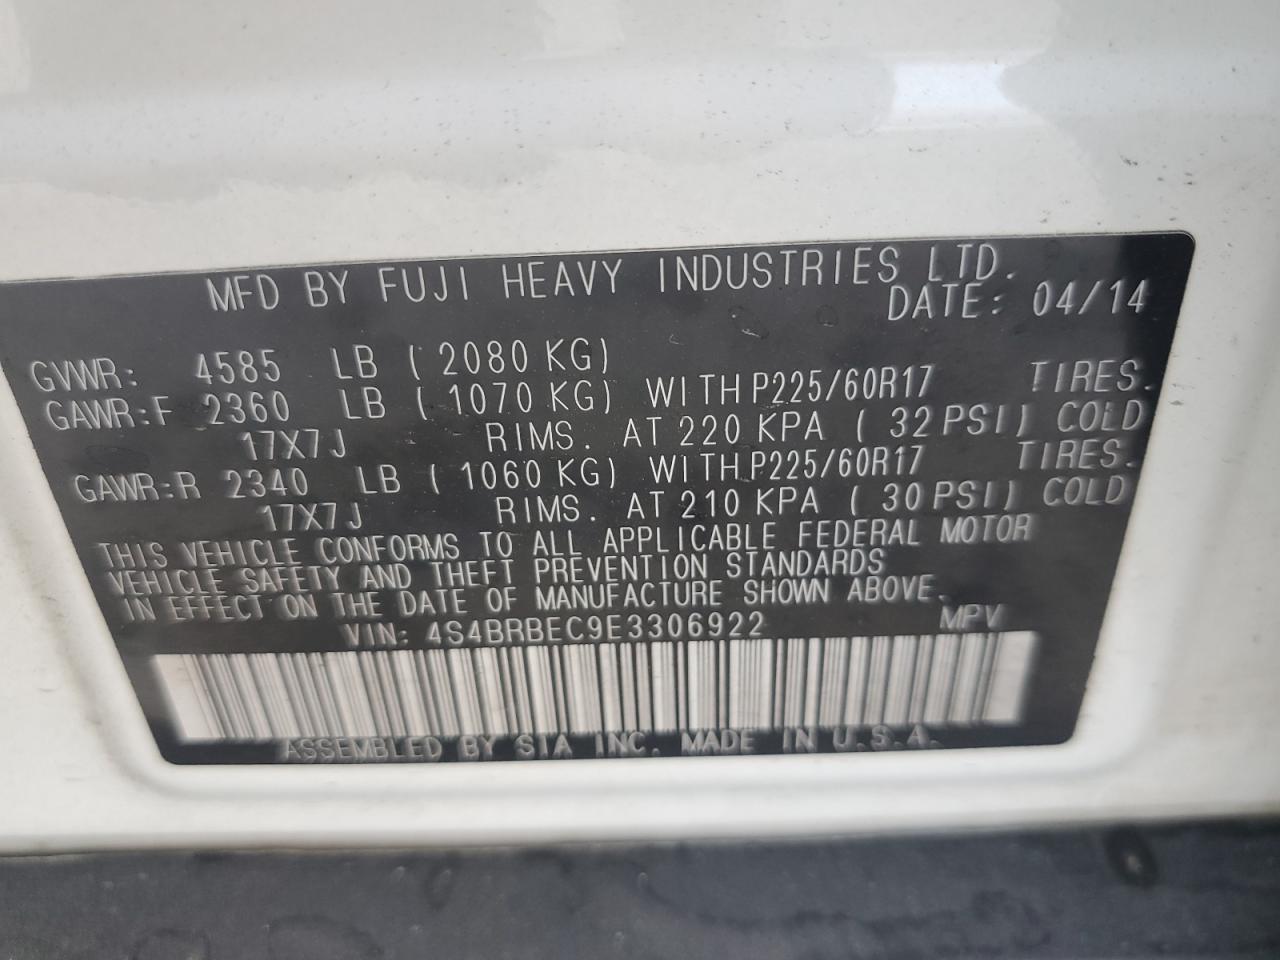 MFD BY FUJI HEAVY INDUSTRIES LTD.
DATE: 04/14
GVWR: 4585 LB ( 2080 KG)
GAWR:F 2360 LB ( 1070 KG) WITH P225/60R17 TIRES.
17X7J RIMS. AT 220 KPA ( 32 PSI) COLD
GAWR:R 2340 LB ( 1060 KG) WITH P225/60R17 TIRES.
17X7J RIMS. AT 210 KPA ( 30 PSI) COLD
THIS VEHICLE CONFORMS TO ALL APPLICABLE FEDERAL MOTOR
VEHICLE SAFETY AND THEFT PREVENTION STANDARDS
IN EFFECT ON THE DATE OF MANUFACTURE SHOWN ABOVE.
VIN: 4S4BRBEC9E3306922 MPV
ASSEMBLED BY SIA INC. MADE IN U.S.A.